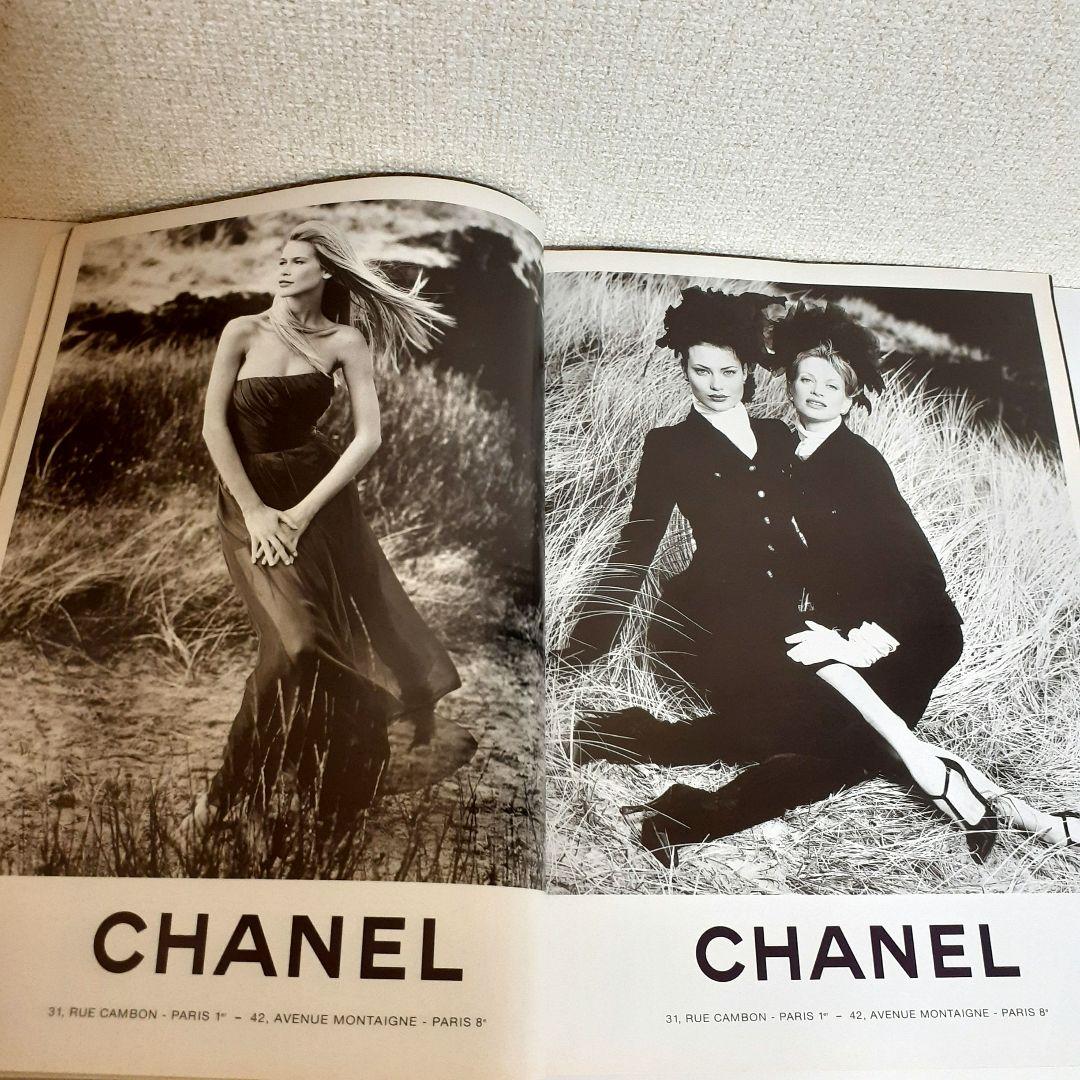 CHANEL
31, RUE CAMBON - PARIS 1er – 42, AVENUE MONTAIGNE - PARIS 8e
CHANEL
31, RUE CAMBON - PARIS 1er – 42, AVENUE MONTAIGNE - PARIS 8e